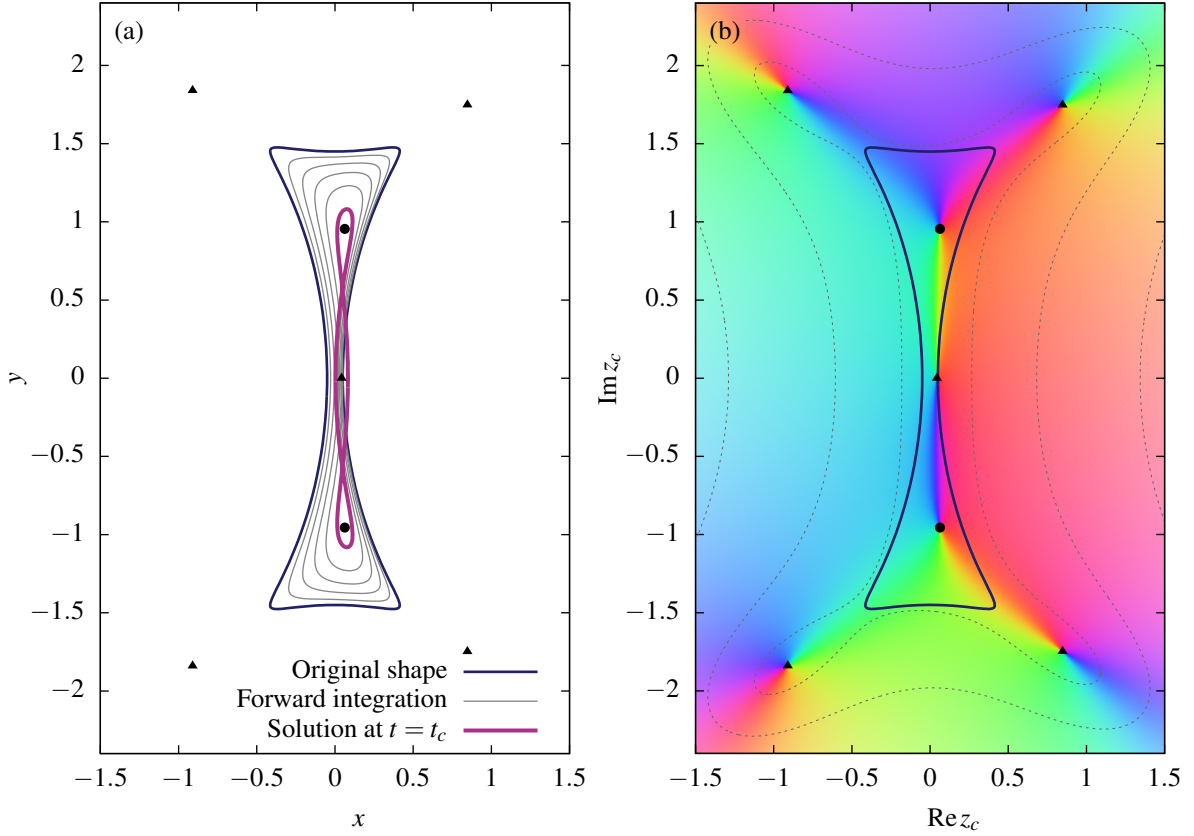 (a)
2
1.5
1
0.5
0
−0.5
−1
−1.5
−2
y
Original shape
Forward integration
Solution at t = t_c
−1.5 −1 −0.5 0 0.5 1 1.5
x
(b)
2
1.5
1
0.5
0
−0.5
−1
−1.5
−2
Im z_c
−1.5 −1 −0.5 0 0.5 1 1.5
Re z_c